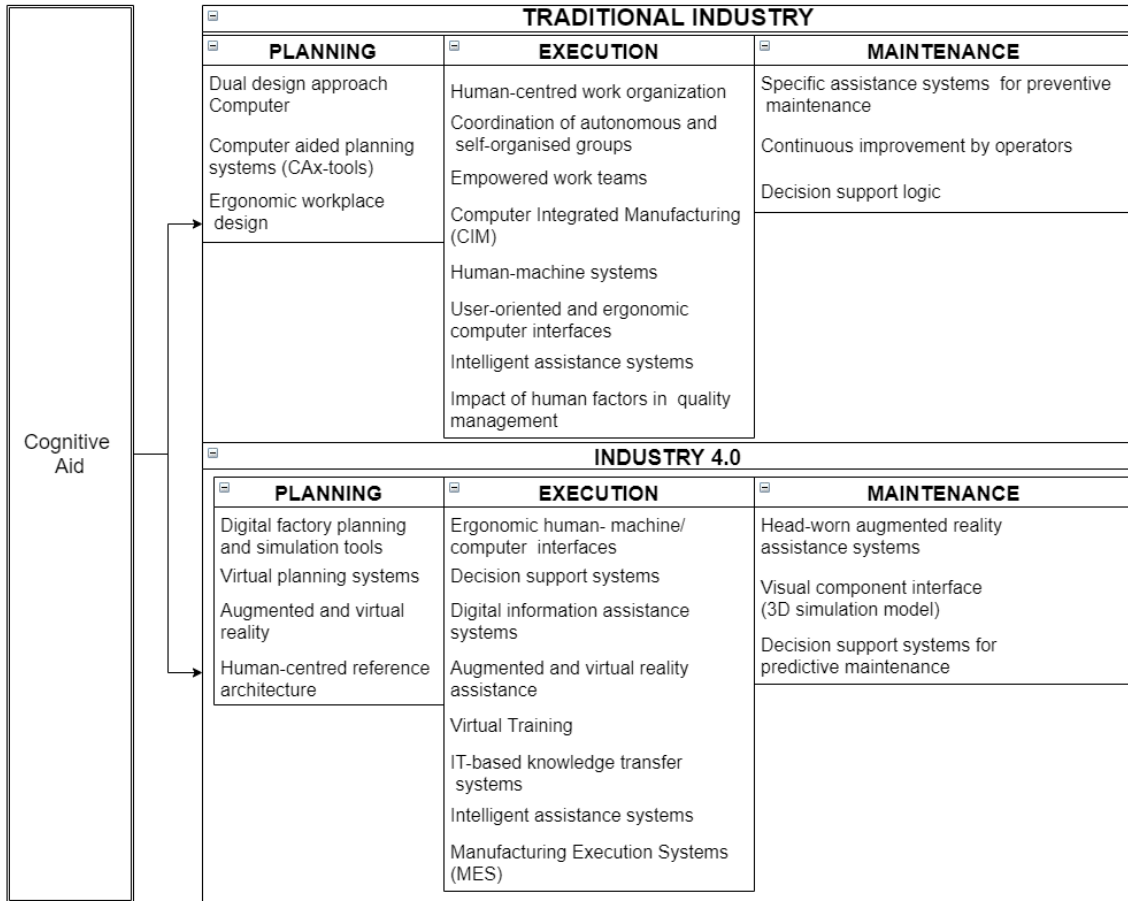 Cognitive
Aid
TRADITIONAL INDUSTRY
PLANNING
Dual design approach
Computer
Computer aided planning
systems (CAx-tools)
Ergonomic workplace
design
EXECUTION
Human-centred work organization
Coordination of autonomous and
self-organised groups
Empowered work teams
Computer Integrated Manufacturing
(CIM)
Human-machine systems
User-oriented and ergonomic
computer interfaces
Intelligent assistance systems
Impact of human factors in quality
management
MAINTENANCE
Specific assistance systems for preventive
maintenance
Continuous improvement by operators
Decision support logic
INDUSTRY 4.0
PLANNING
Digital factory planning
and simulation tools
Virtual planning systems
Augmented and virtual
reality
Human-centred reference
architecture
EXECUTION
Ergonomic human- machine/
computer interfaces
Decision support systems
Digital information assistance
systems
Augmented and virtual reality
assistance
Virtual Training
IT-based knowledge transfer
systems
Intelligent assistance systems
Manufacturing Execution Systems
(MES)
MAINTENANCE
Head-worn augmented reality
assistance systems
Visual component interface
(3D simulation model)
Decision support systems for
predictive maintenance